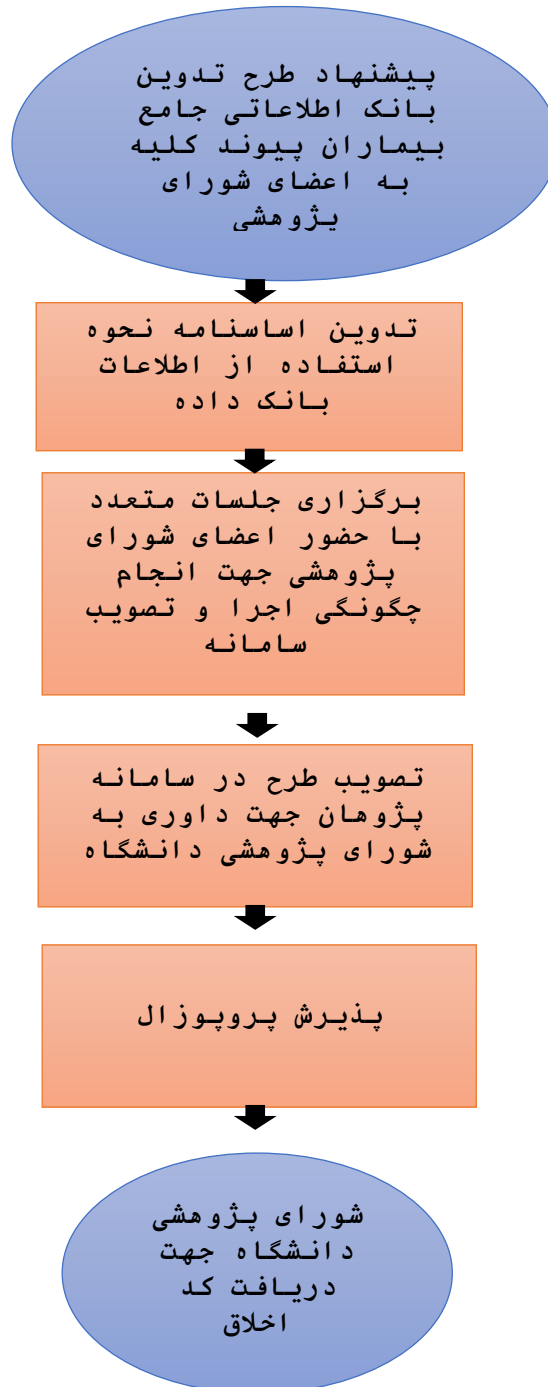 پیشنهاد طرح تدوین
بانک اطلاعاتی جامع
بیماران پیوند کلیه
به اعضای شورای
پژوهشی
تدوین اساسنامه نحوه
استفاده از اطلاعات
بانک داده
برگزاری جلسات متعدد
با حضور اعضای شورای
پژوهشی جهت انجام
چگونگی اجرا و تصویب
سامانه
تصویب طرح در سامانه
پژوهان جهت داوری به
شورای پژوهشی دانشگاه
پذیرش پروپوزال
شورای پژوهشی
دانشگاه جهت
دریافت کد
اخلاق